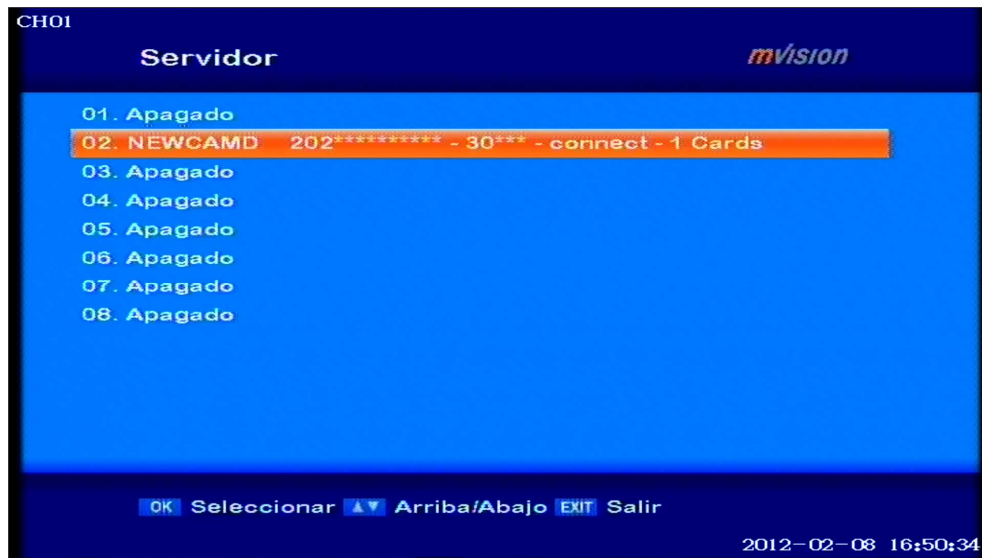 CH01
Servidor mvision
01. Apagado
02. NEWCAMD 202********** - 30*** - connect - 1 Cards
03. Apagado
04. Apagado
05. Apagado
06. Apagado
07. Apagado
08. Apagado
OK Seleccionar ▲▼ Arriba/Abajo EXIT Salir
2012-02-08 16:50:34